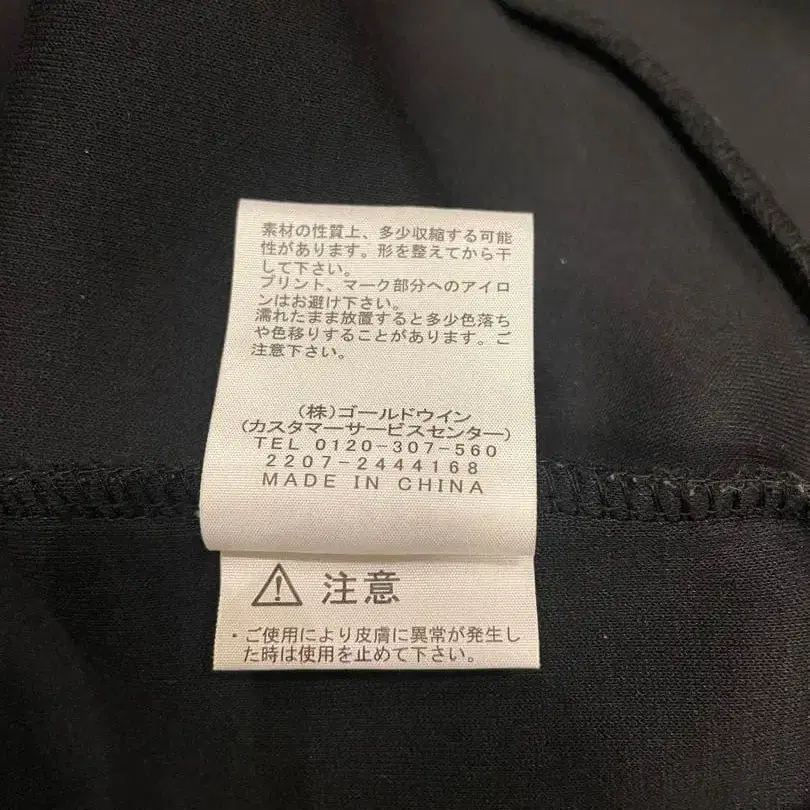 素材の性質上、多少収縮する可能
性があります。形を整えてから干
して下さい。
プリント、マーク部分へのアイロ
ンはお避け下さい。
濡れたまま放置すると多少色落ち
や色移りすることがあります。ご
注意下さい。
(株)ゴールドウイン
(カスタマーサービスセンター)
TEL 0120-307-560
2207-2444168
MADE IN CHINA
注意
・ご使用により皮膚に異常が発生し
た時は使用を止めて下さい。